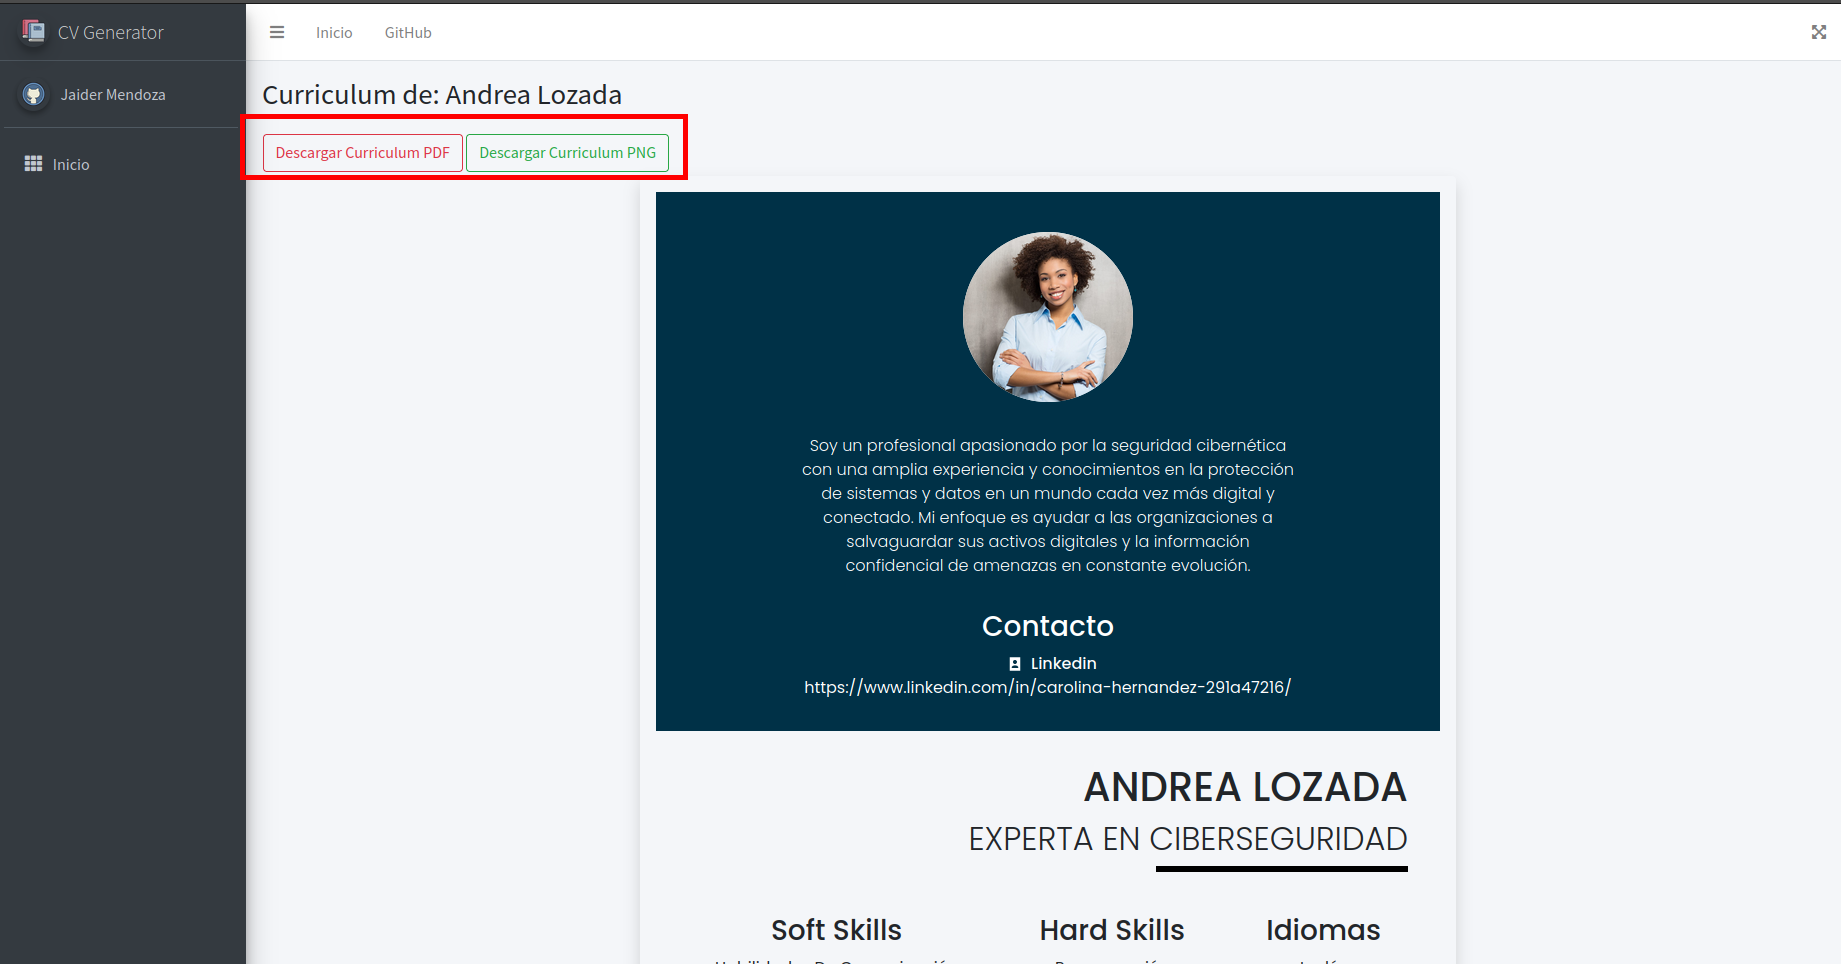 CV Generator
Inicio
GitHub
Jaider Mendoza
Inicio
Curriculum de: Andrea Lozada
Descargar Curriculum PDF
Descargar Curriculum PNG
Soy un profesional apasionado por la seguridad cibernética
con una amplia experiencia y conocimientos en la protección
de sistemas y datos en un mundo cada vez más digital y
conectado. Mi enfoque es ayudar a las organizaciones a
salvaguardar sus activos digitales y la información
confidencial de amenazas en constante evolución.
Contacto
Linkedin
https://www.linkedin.com/in/carolina-hernandez-291a47216/
ANDREA LOZADA
EXPERTA EN CIBERSEGURIDAD
Soft Skills
Hard Skills
Idiomas